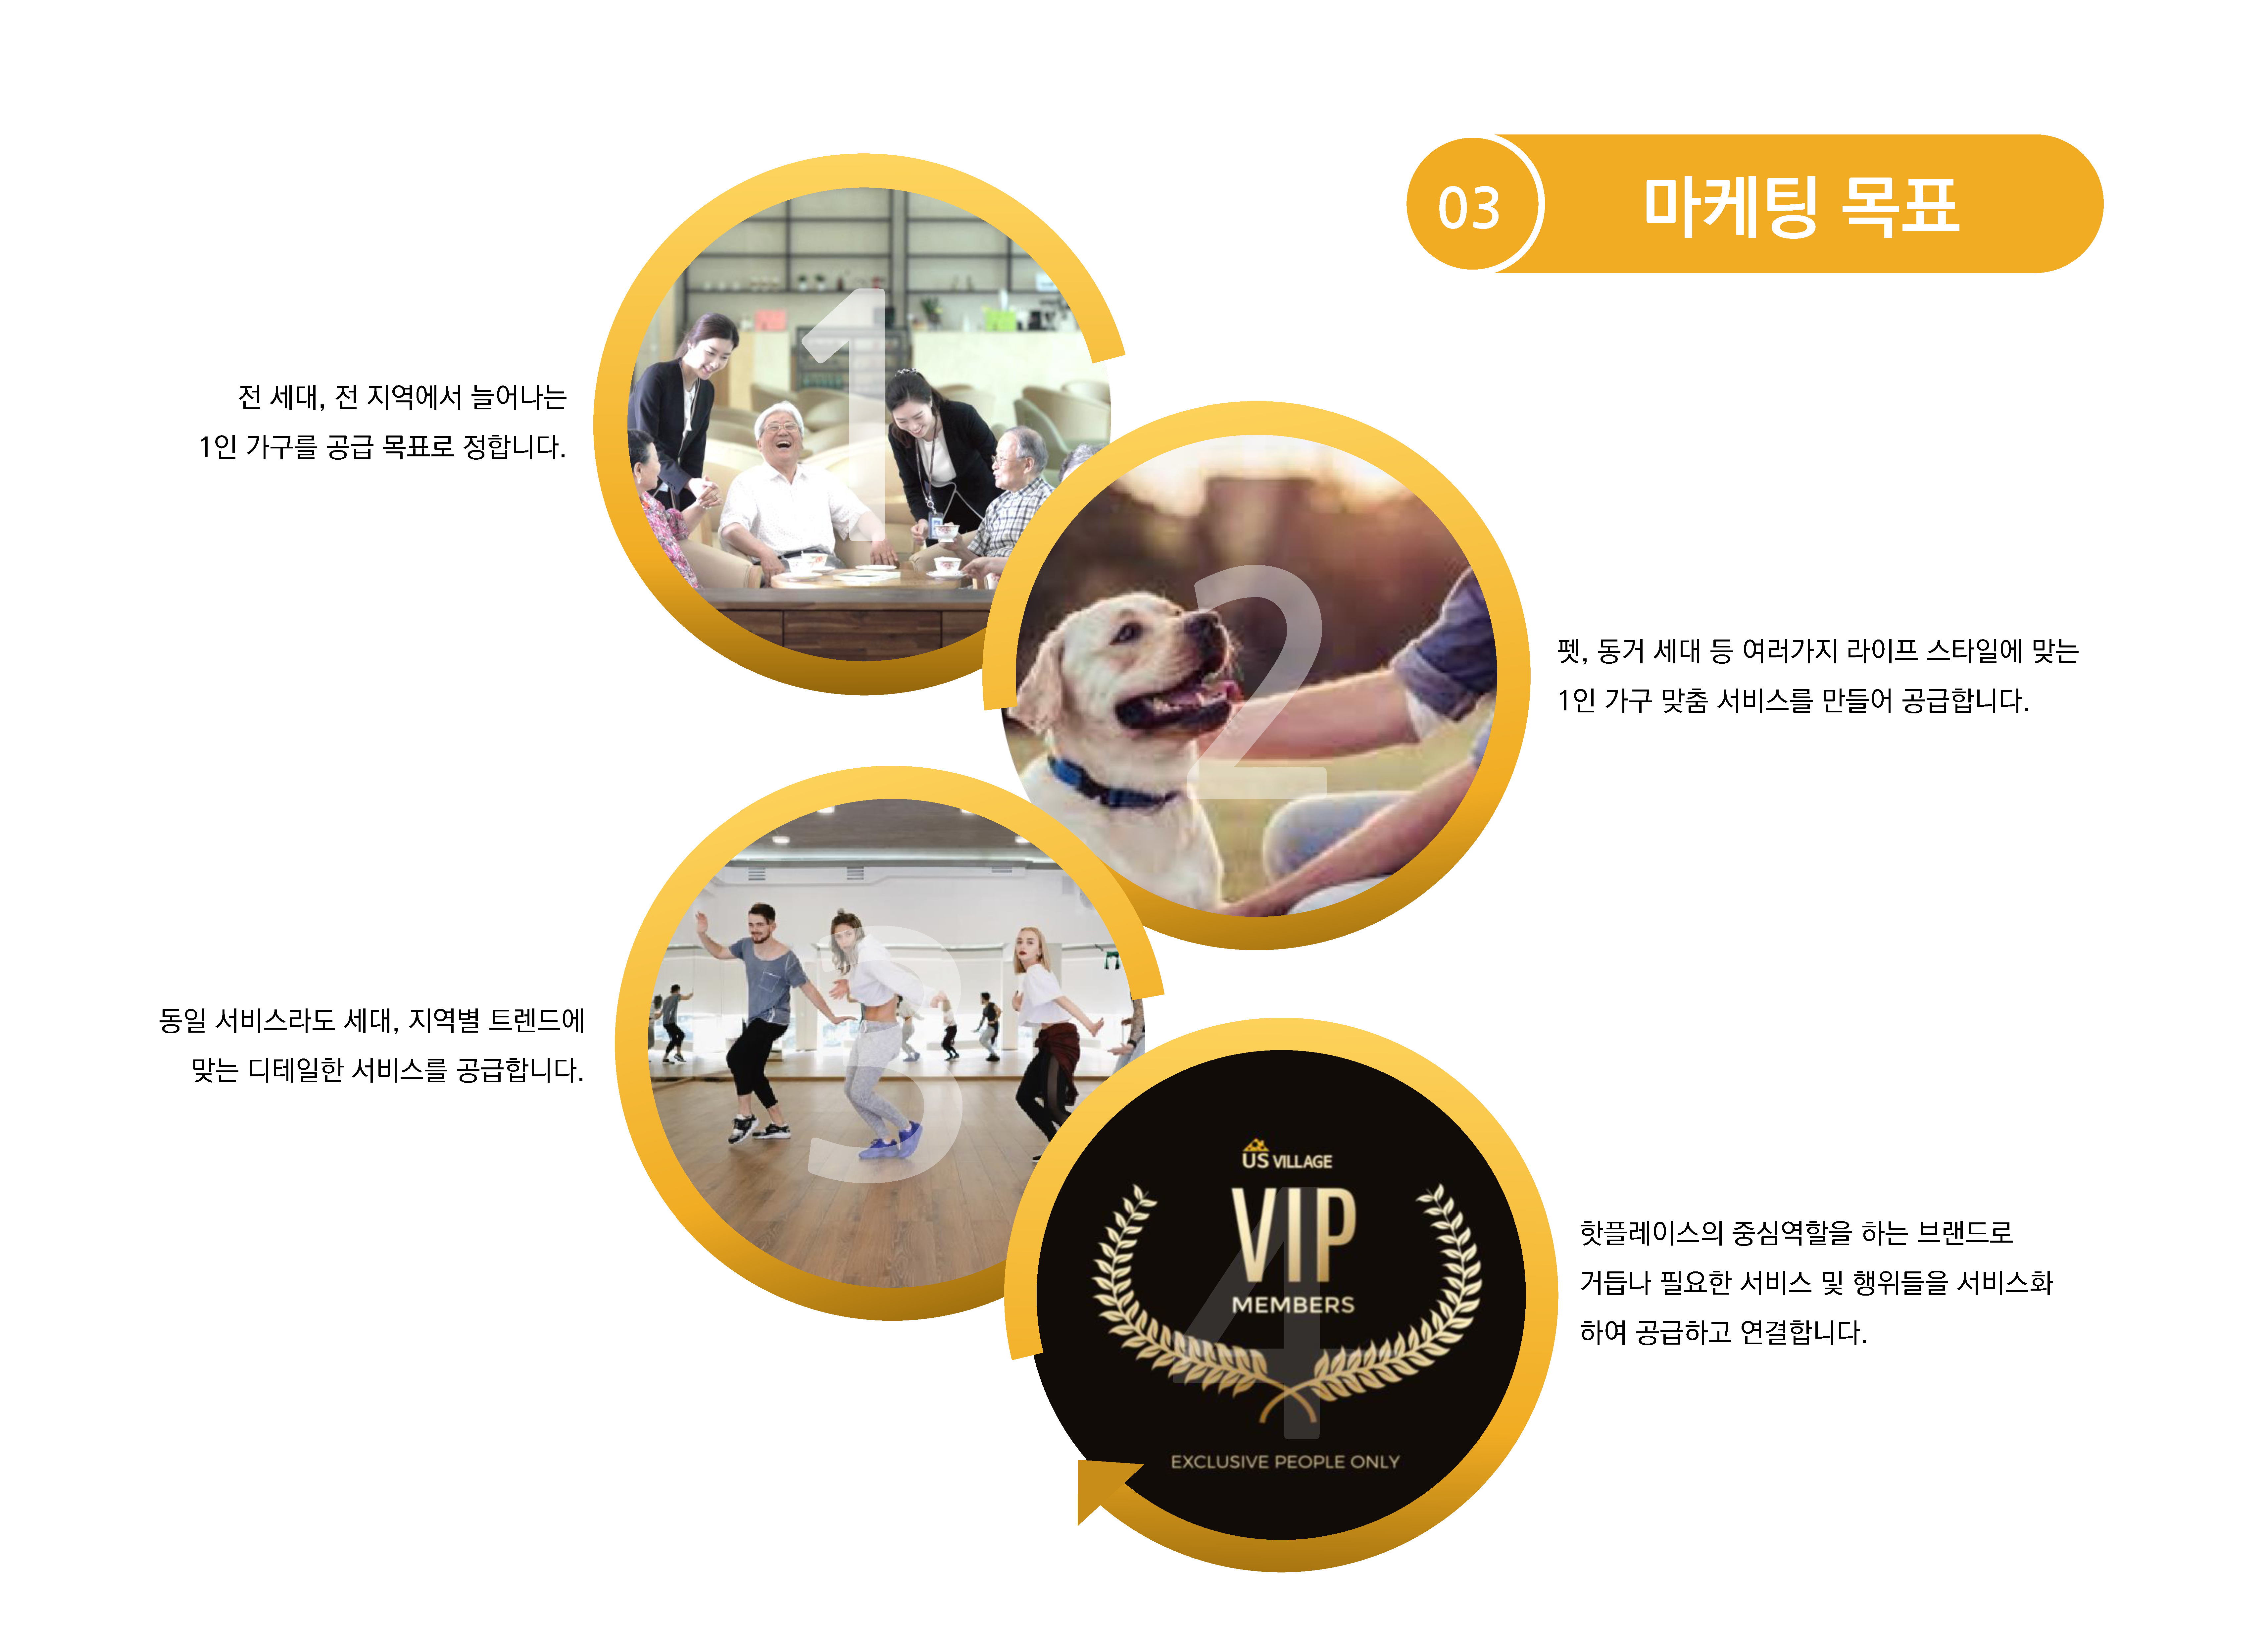 03
마케팅 목표
1
전 세대, 전 지역에서 늘어나는
1인 가구를 공급 목표로 정합니다.
2
펫, 동거 세대 등 여러가지 라이프 스타일에 맞는
1인 가구 맞춤 서비스를 만들어 공급합니다.
3
동일 서비스라도 세대, 지역별 트렌드에
맞는 디테일한 서비스를 공급합니다.
4
US VILLAGE
VIP
MEMBERS
EXCLUSIVE PEOPLE ONLY
핫플레이스의 중심역할을 하는 브랜드로
거듭나 필요한 서비스 및 행위들을 서비스화
하여 공급하고 연결합니다.